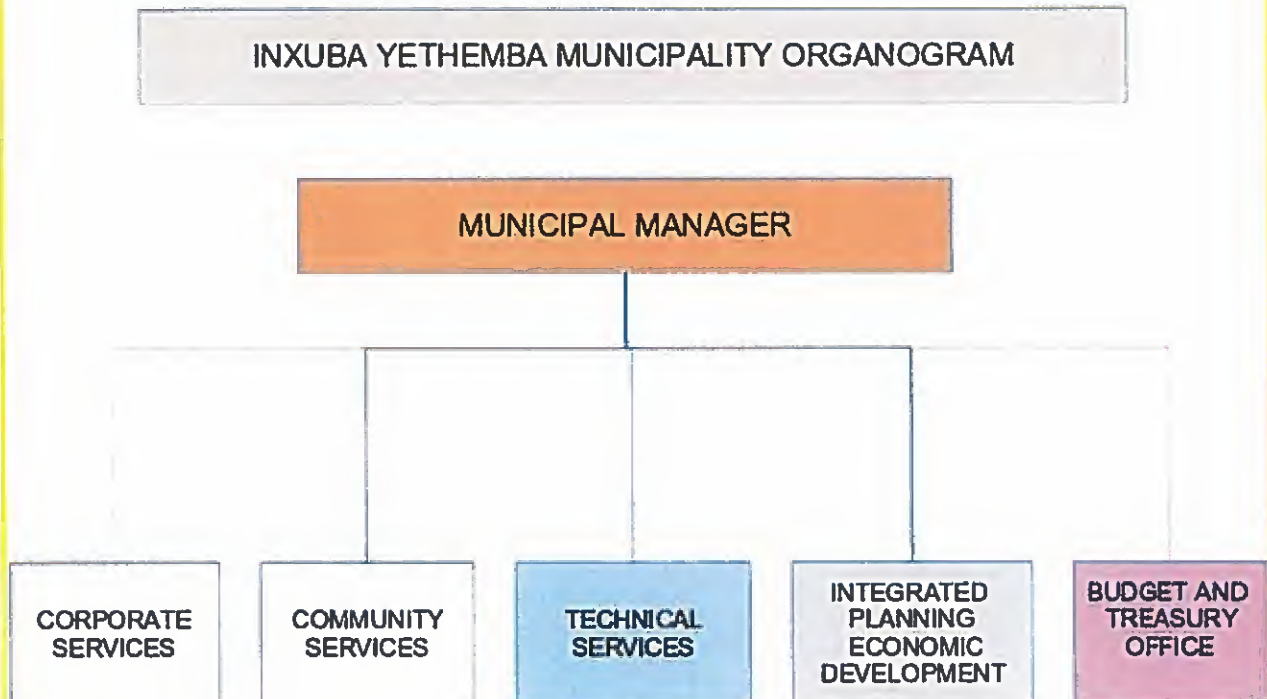 INXUBA YETHEMBA MUNICIPALITY ORGANOGRAM
MUNICIPAL MANAGER
CORPORATE
SERVICES
COMMUNITY
SERVICES
TECHNICAL
SERVICES
INTEGRATED
PLANNING
ECONOMIC
DEVELOPMENT
BUDGET AND
TREASURY
OFFICE